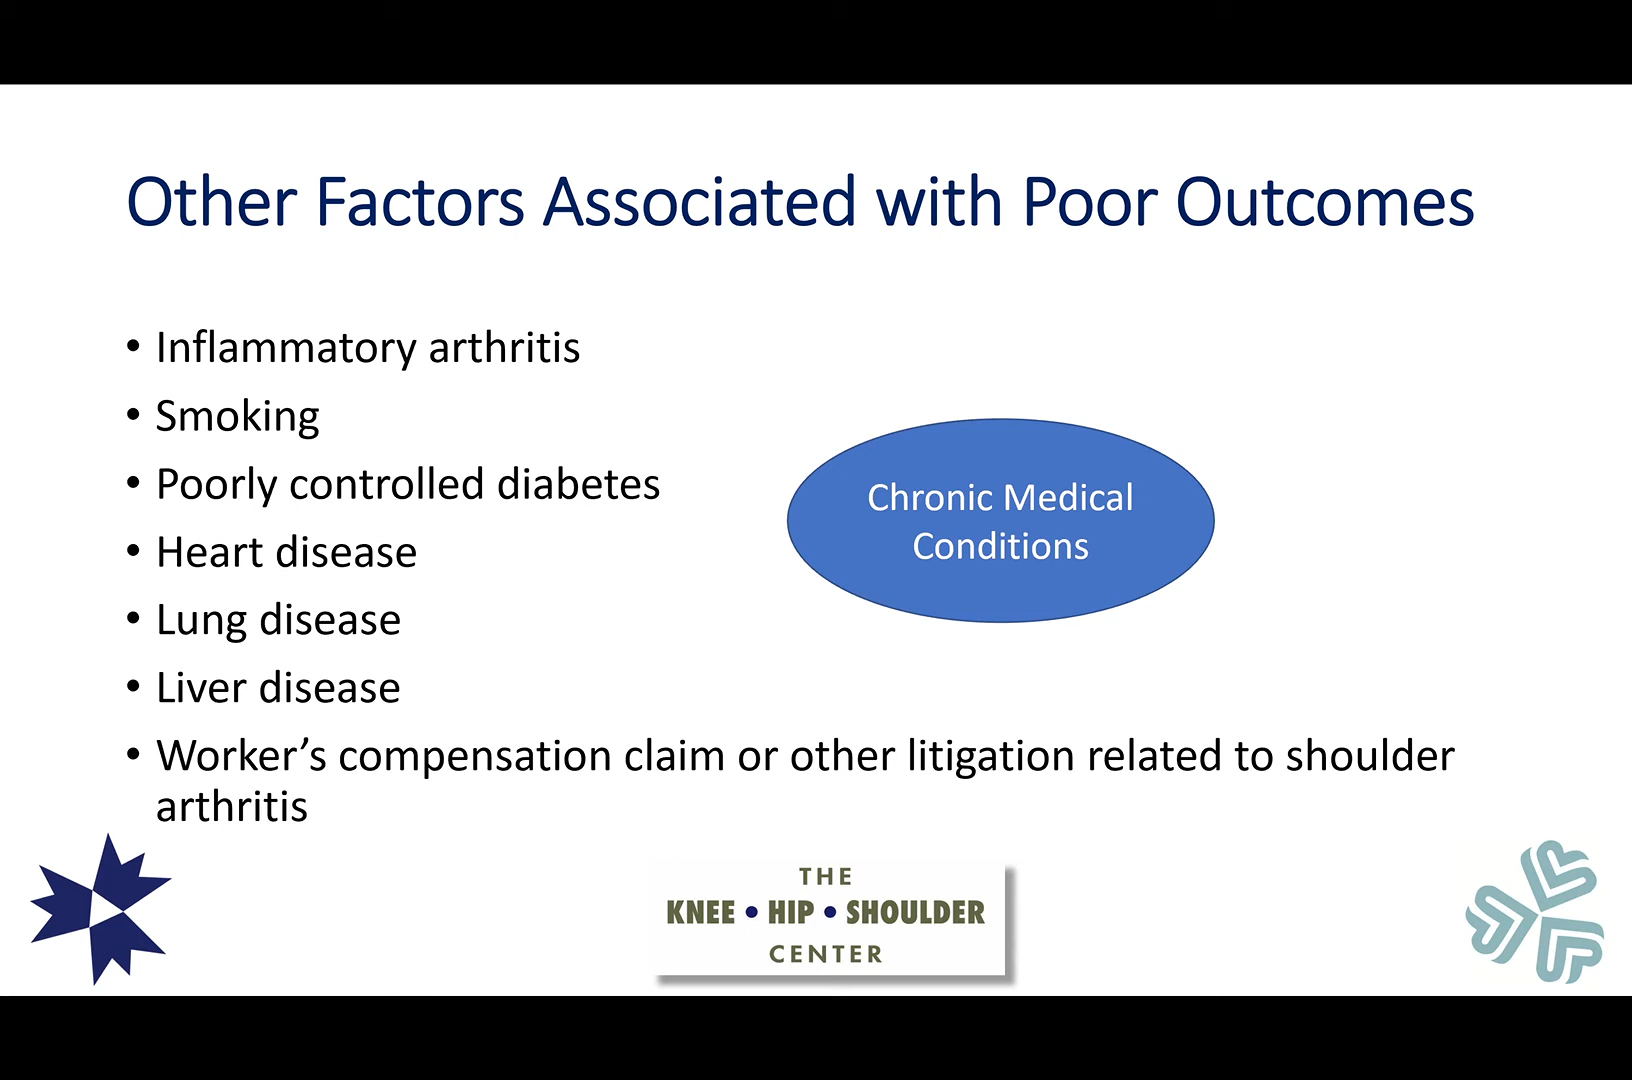 Other Factors Associated with Poor Outcomes
• Inflammatory arthritis
• Smoking
• Poorly controlled diabetes
• Heart disease
• Lung disease
• Liver disease
• Worker’s compensation claim or other litigation related to shoulder
arthritis
Chronic Medical
Conditions
THE
KNEE • HIP • SHOULDER
CENTER